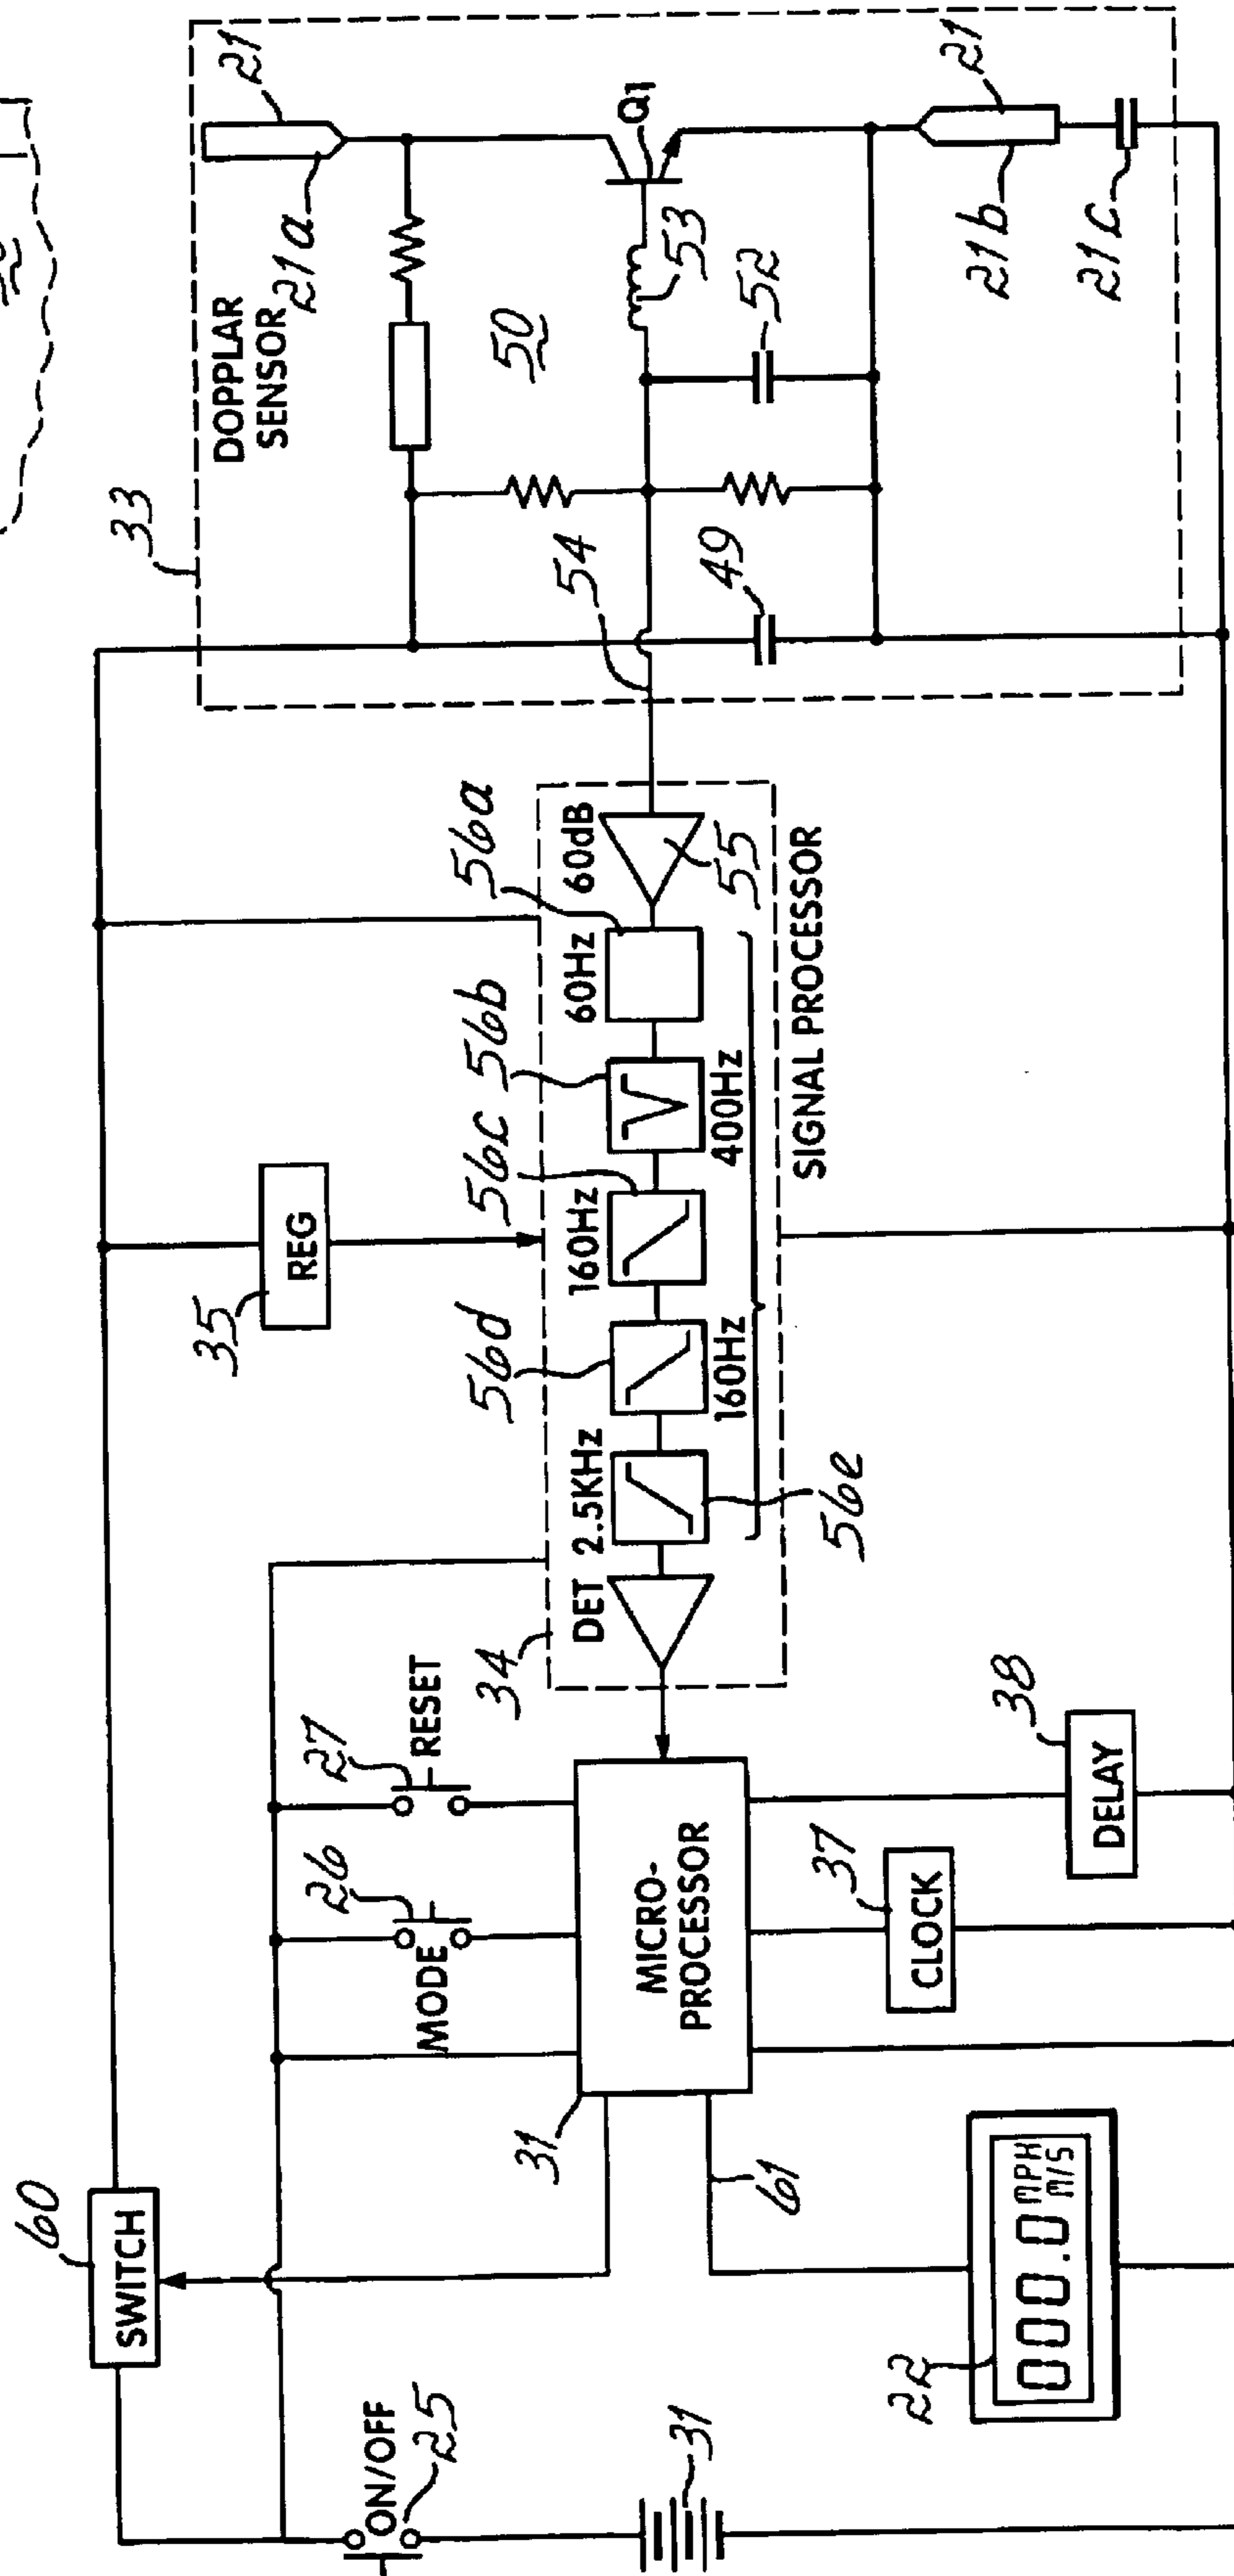 60
SWITCH
ON/OFF
25
31
22
000.0
MPH
M/S
61
31
MODE
26
27
RESET
MICRO-
PROCESSOR
37
CLOCK
38
DELAY
34
DET
2.5KHz
56e
56d
160Hz
56c
160Hz
56b
400Hz
56a
60Hz
60dB
55
SIGNAL PROCESSOR
35
REG
33
DOPPLAR
SENSOR
54
49
50
52
53
21a
21
Q1
21b
21
21c